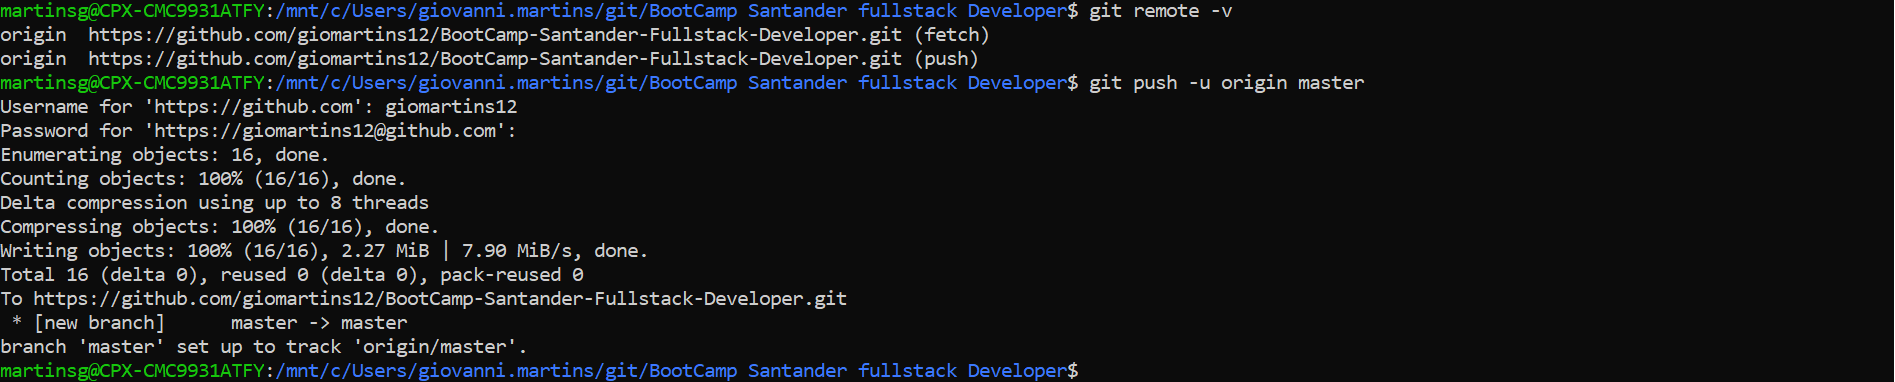 martinsg@CPX-CMC9931ATFY:/mnt/c/Users/giovanni.martins/git/BootCamp Santander fullstack Developer$ git remote -v
origin  https://github.com/giomartins12/BootCamp-Santander-Fullstack-Developer.git (fetch)
origin  https://github.com/giomartins12/BootCamp-Santander-Fullstack-Developer.git (push)
martinsg@CPX-CMC9931ATFY:/mnt/c/Users/giovanni.martins/git/BootCamp Santander fullstack Developer$ git push -u origin master
Username for 'https://github.com': giomartins12
Password for 'https://giomartins12@github.com':
Enumerating objects: 16, done.
Counting objects: 100% (16/16), done.
Delta compression using up to 8 threads
Compressing objects: 100% (16/16), done.
Writing objects: 100% (16/16), 2.27 MiB | 7.90 MiB/s, done.
Total 16 (delta 0), reused 0 (delta 0), pack-reused 0
To https://github.com/giomartins12/BootCamp-Santander-Fullstack-Developer.git
 * [new branch]      master -> master
branch 'master' set up to track 'origin/master'.
martinsg@CPX-CMC9931ATFY:/mnt/c/Users/giovanni.martins/git/BootCamp Santander fullstack Developer$